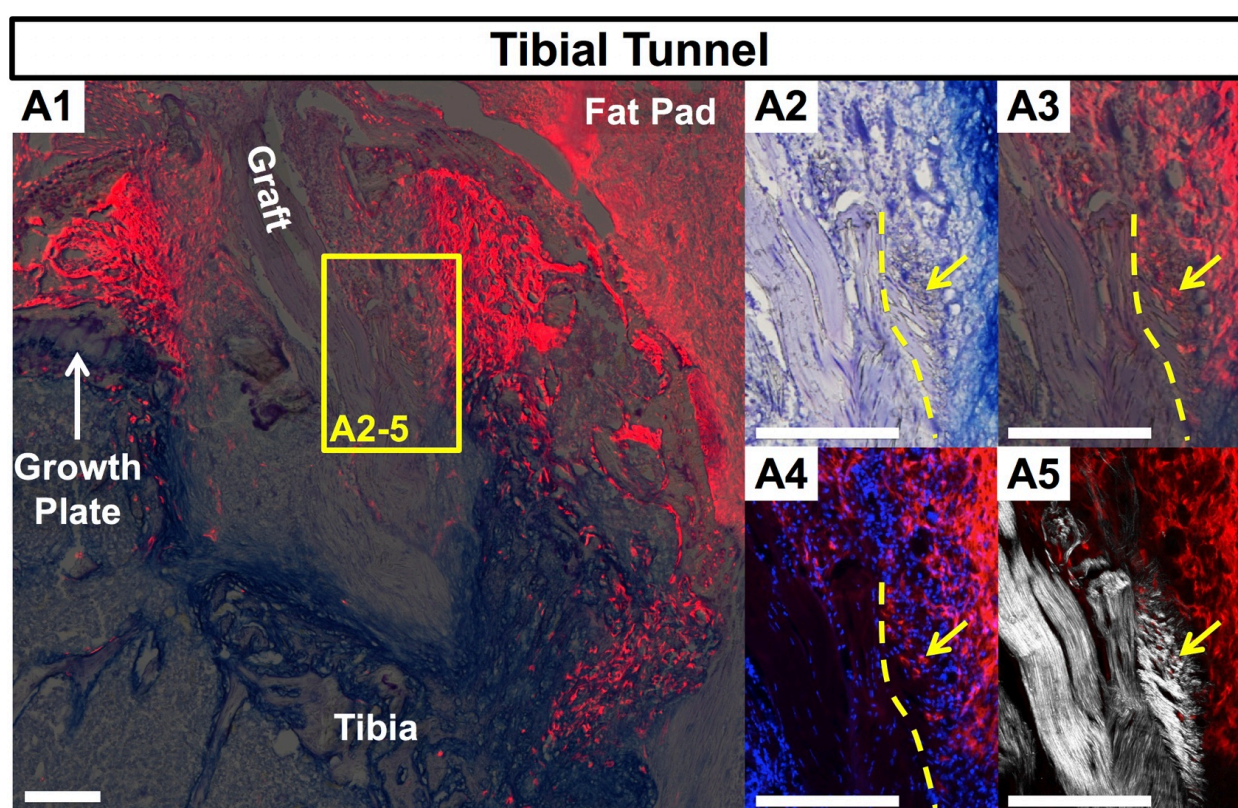 Tibial Tunnel
A1
Fat Pad
Graft
A2-5
Growth
Plate
Tibia
A2
A3
A4
A5